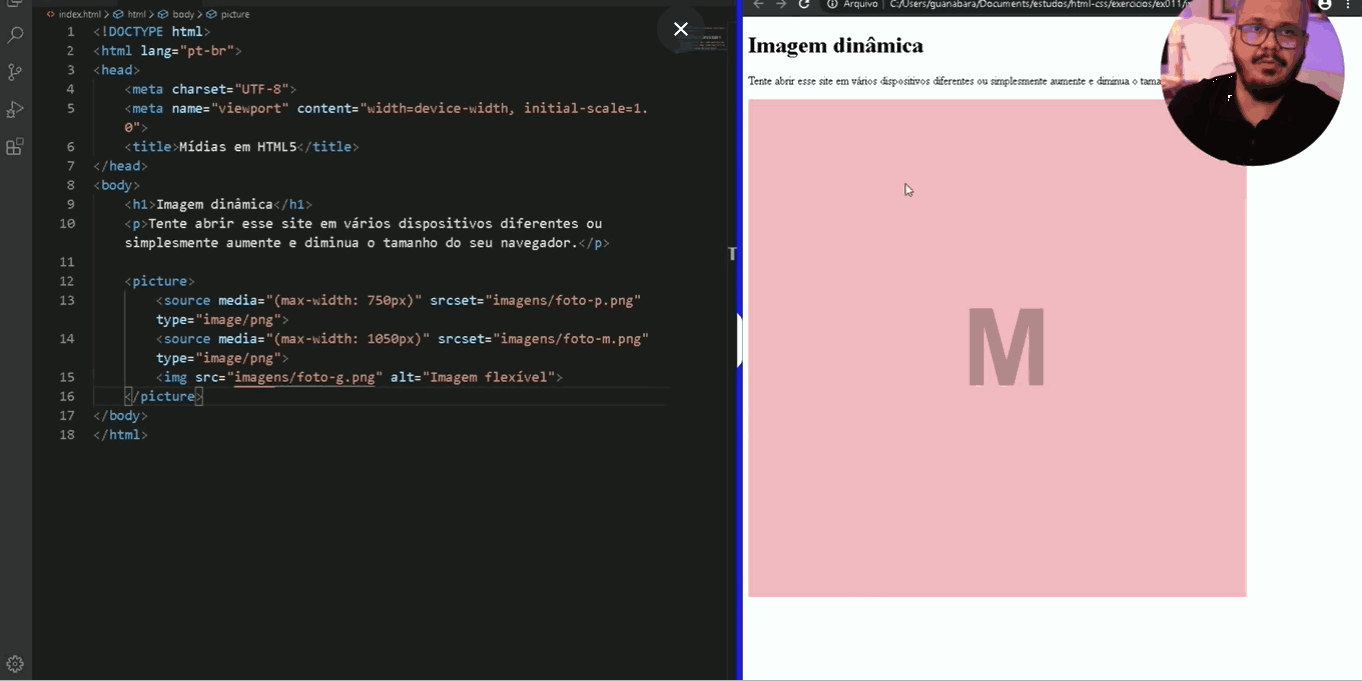 index.html > html > body > picture
1 <!DOCTYPE html>
2 <html lang="pt-br">
3 <head>
4 <meta charset="UTF-8">
5 <meta name="viewport" content="width=device-width, initial-scale=1.
0">
6 <title>Mídias em HTML5</title>
7 </head>
8 <body>
9 <h1>Imagem dinâmica</h1>
10 <p>Tente abrir esse site em vários dispositivos diferentes ou
simplesmente aumente e diminua o tamanho do seu navegador.</p>
11
12 <picture>
13 <source media="(max-width: 750px)" srcset="imagens/foto-p.png"
type="image/png">
14 <source media="(max-width: 1050px)" srcset="imagens/foto-m.png"
type="image/png">
15 <img src="imagens/foto-g.png" alt="Imagem flexível">
16 </picture>
17 </body>
18 </html>
T
Arquivo | C:/Users/guanabara/Documents/estudos/html-css/exercicios/ex011/
Imagem dinâmica
Tente abrir esse site em vários dispositivos diferentes ou simplesmente aumente e diminua o tama
M